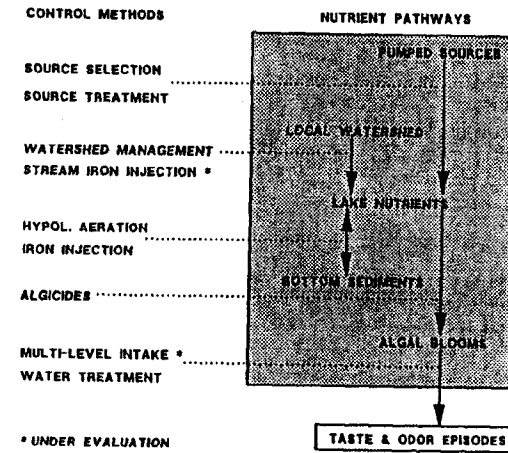 CONTROL METHODS
NUTRIENT PATHWAYS
PUMPED SOURCES
SOURCE SELECTION
SOURCE TREATMENT
LOCAL WATERSHED
WATERSHED MANAGEMENT
STREAM IRON INJECTION *
LAKE NUTRIENTS
HYPOL. AERATION
IRON INJECTION
BOTTOM SEDIMENTS
ALGICIDES
ALGAL BLOOMS
MULTI-LEVEL INTAKE *
WATER TREATMENT
* UNDER EVALUATION
TASTE & ODOR EPISODES